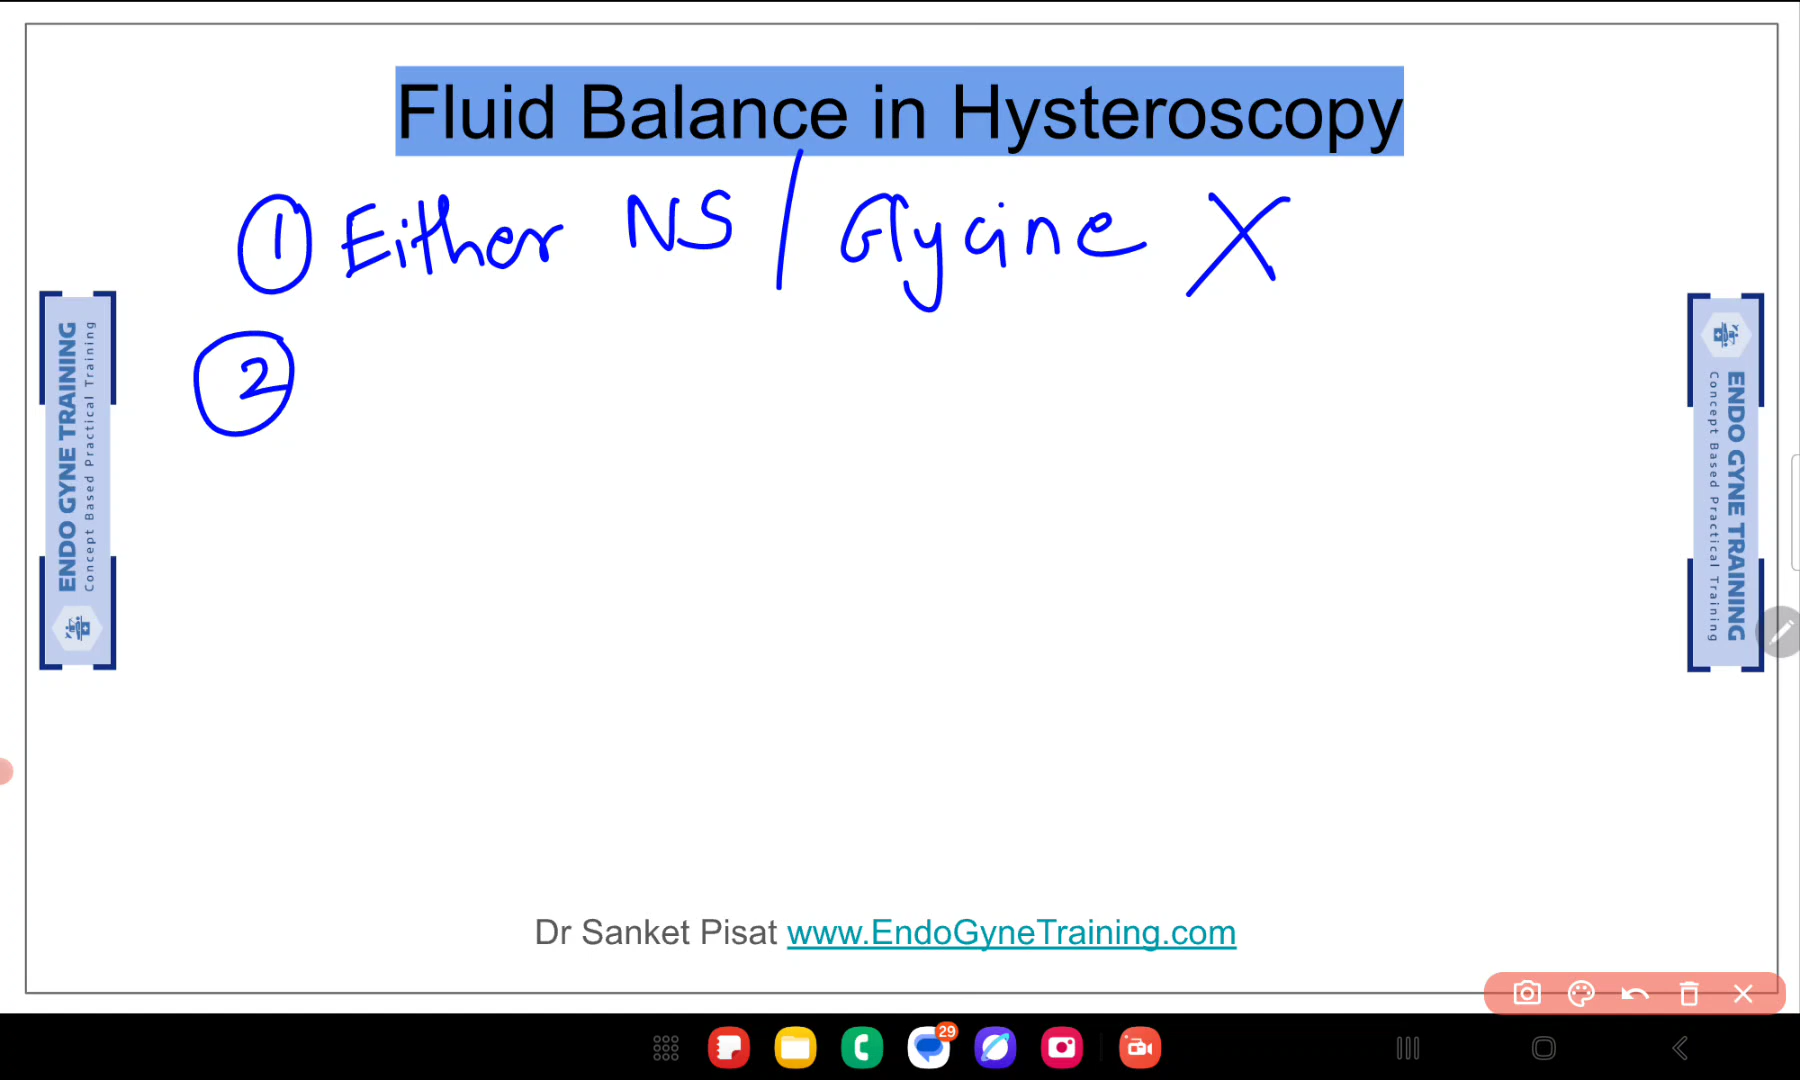 Fluid Balance in Hysteroscopy
① Either NS / Glycine X
②
ENDO GYNE TRAINING
Concept Based Practical Training
ENDO GYNE TRAINING
Concept Based Practical Training
Dr Sanket Pisat www.EndoGyneTraining.com
29